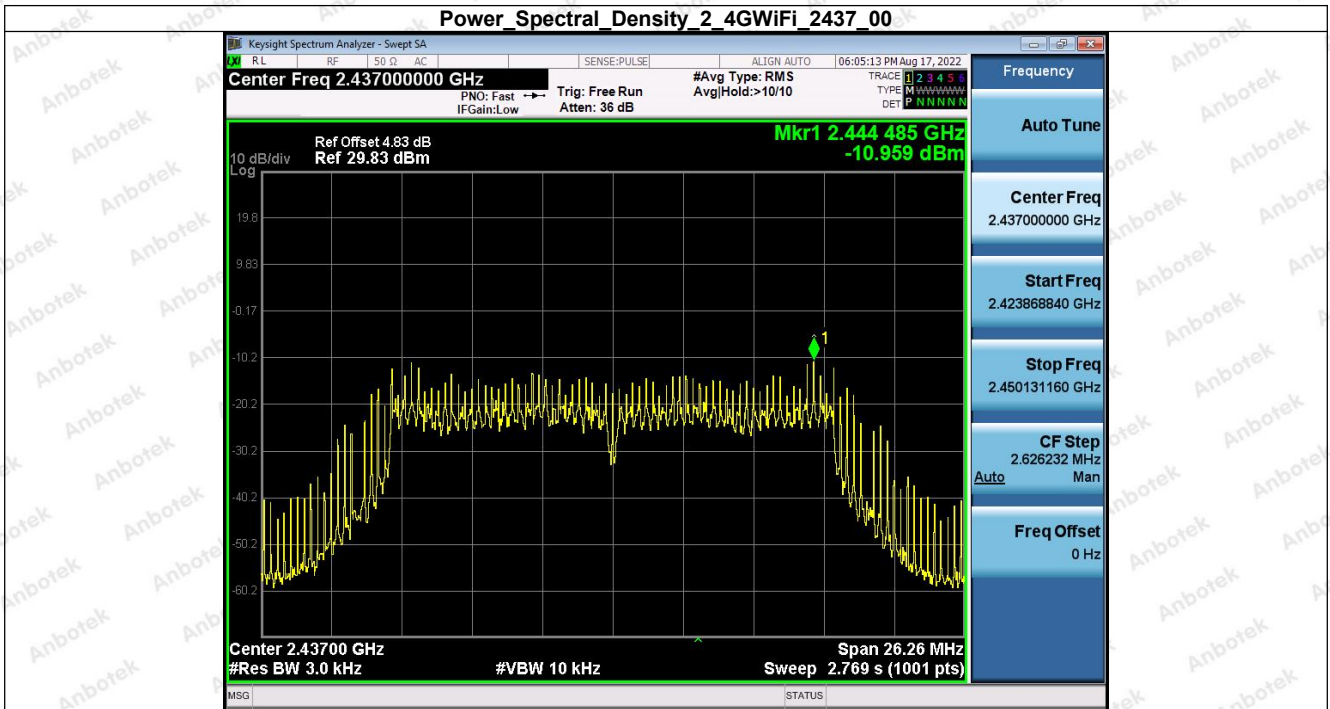 Power_Spectral_Density_2_4GWiFi_2437_00
Keysight Spectrum Analyzer - Swept SA
LXI RL RF 50 Ω AC SENSE:PULSE ALIGN AUTO 06:05:13 PM Aug 17, 2022
Center Freq 2.437000000 GHz
#Avg Type: RMS
TRACE 1 2 3 4 5 6
PNO: Fast
Trig: Free Run
Avg|Hold:>10/10
TYPE M WWWWW
IFGain:Low
Atten: 36 dB
DET P N N N N N
Mkr1 2.444 485 GHz
-10.959 dBm
Ref Offset 4.83 dB
10 dB/div Ref 29.83 dBm
Log
19.8
9.83
-0.17
-10.2
-20.2
-30.2
-40.2
-50.2
-60.2
1
Center 2.43700 GHz
Span 26.26 MHz
#Res BW 3.0 kHz
#VBW 10 kHz
Sweep 2.769 s (1001 pts)
MSG
STATUS
Frequency
Auto Tune
Center Freq
2.437000000 GHz
Start Freq
2.423868840 GHz
Stop Freq
2.450131160 GHz
CF Step
2.626232 MHz
Auto Man
Freq Offset
0 Hz
Anbotek